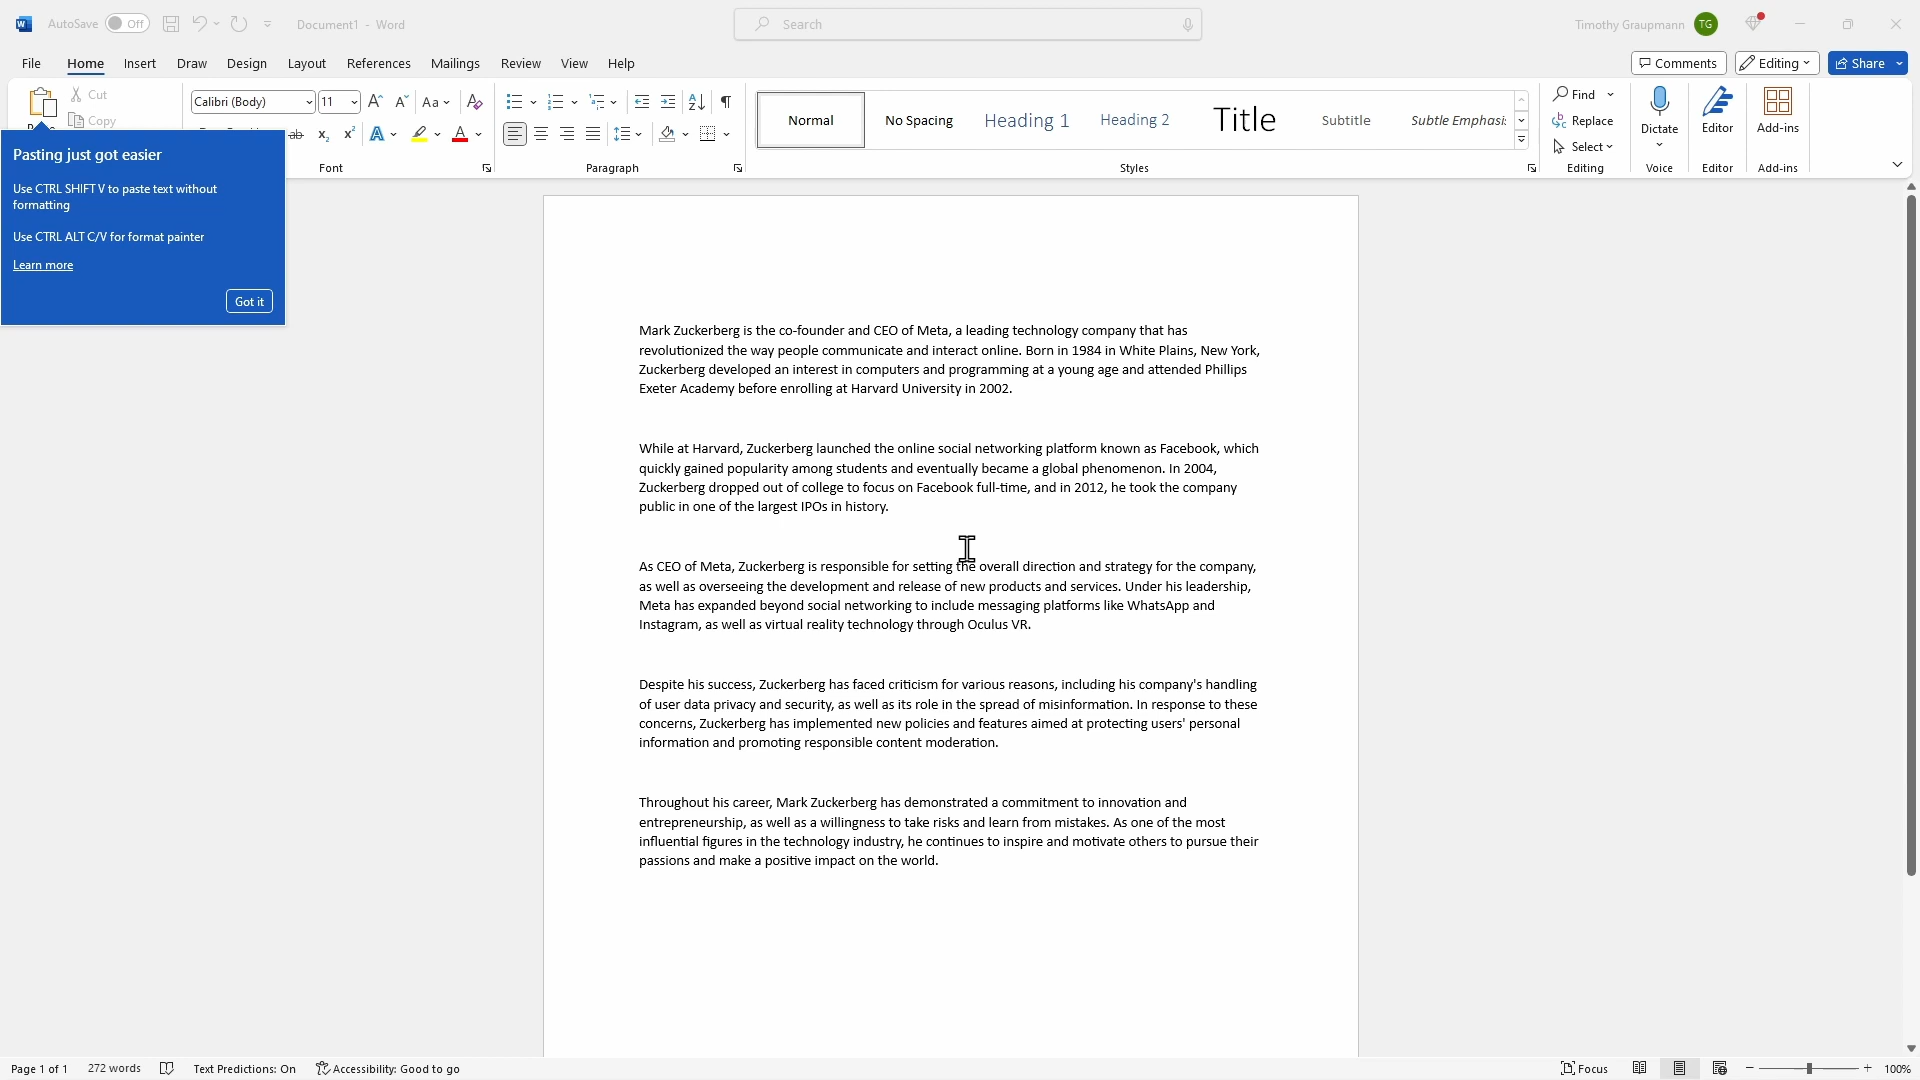 AutoSave Off Document1 - Word Search Timothy Graupmann TG
File Home Insert Draw Design Layout References Mailings Review View Help Comments Editing Share
Cut
Copy
Calibri (Body) 11 Aa
Normal No Spacing Heading 1 Heading 2 Title Subtitle Subtle Emphasis
Find
Replace
Select
Dictate
Editor
Add-ins
Font Paragraph Styles Editing Voice Editor Add-ins
Pasting just got easier
Use CTRL SHIFT V to paste text without
formatting
Use CTRL ALT C/V for format painter
Learn more
Got it
Mark Zuckerberg is the co-founder and CEO of Meta, a leading technology company that has
revolutionized the way people communicate and interact online. Born in 1984 in White Plains, New York,
Zuckerberg developed an interest in computers and programming at a young age and attended Phillips
Exeter Academy before enrolling at Harvard University in 2002.
While at Harvard, Zuckerberg launched the online social networking platform known as Facebook, which
quickly gained popularity among students and eventually became a global phenomenon. In 2004,
Zuckerberg dropped out of college to focus on Facebook full-time, and in 2012, he took the company
public in one of the largest IPOs in history.
As CEO of Meta, Zuckerberg is responsible for setting the overall direction and strategy for the company,
as well as overseeing the development and release of new products and services. Under his leadership,
Meta has expanded beyond social networking to include messaging platforms like WhatsApp and
Instagram, as well as virtual reality technology through Oculus VR.
Despite his success, Zuckerberg has faced criticism for various reasons, including his company's handling
of user data privacy and security, as well as its role in the spread of misinformation. In response to these
concerns, Zuckerberg has implemented new policies and features aimed at protecting users' personal
information and promoting responsible content moderation.
Throughout his career, Mark Zuckerberg has demonstrated a commitment to innovation and
entrepreneurship, as well as a willingness to take risks and learn from mistakes. As one of the most
influential figures in the technology industry, he continues to inspire and motivate others to pursue their
passions and make a positive impact on the world.
Page 1 of 1 272 words Text Predictions: On Accessibility: Good to go Focus 100%